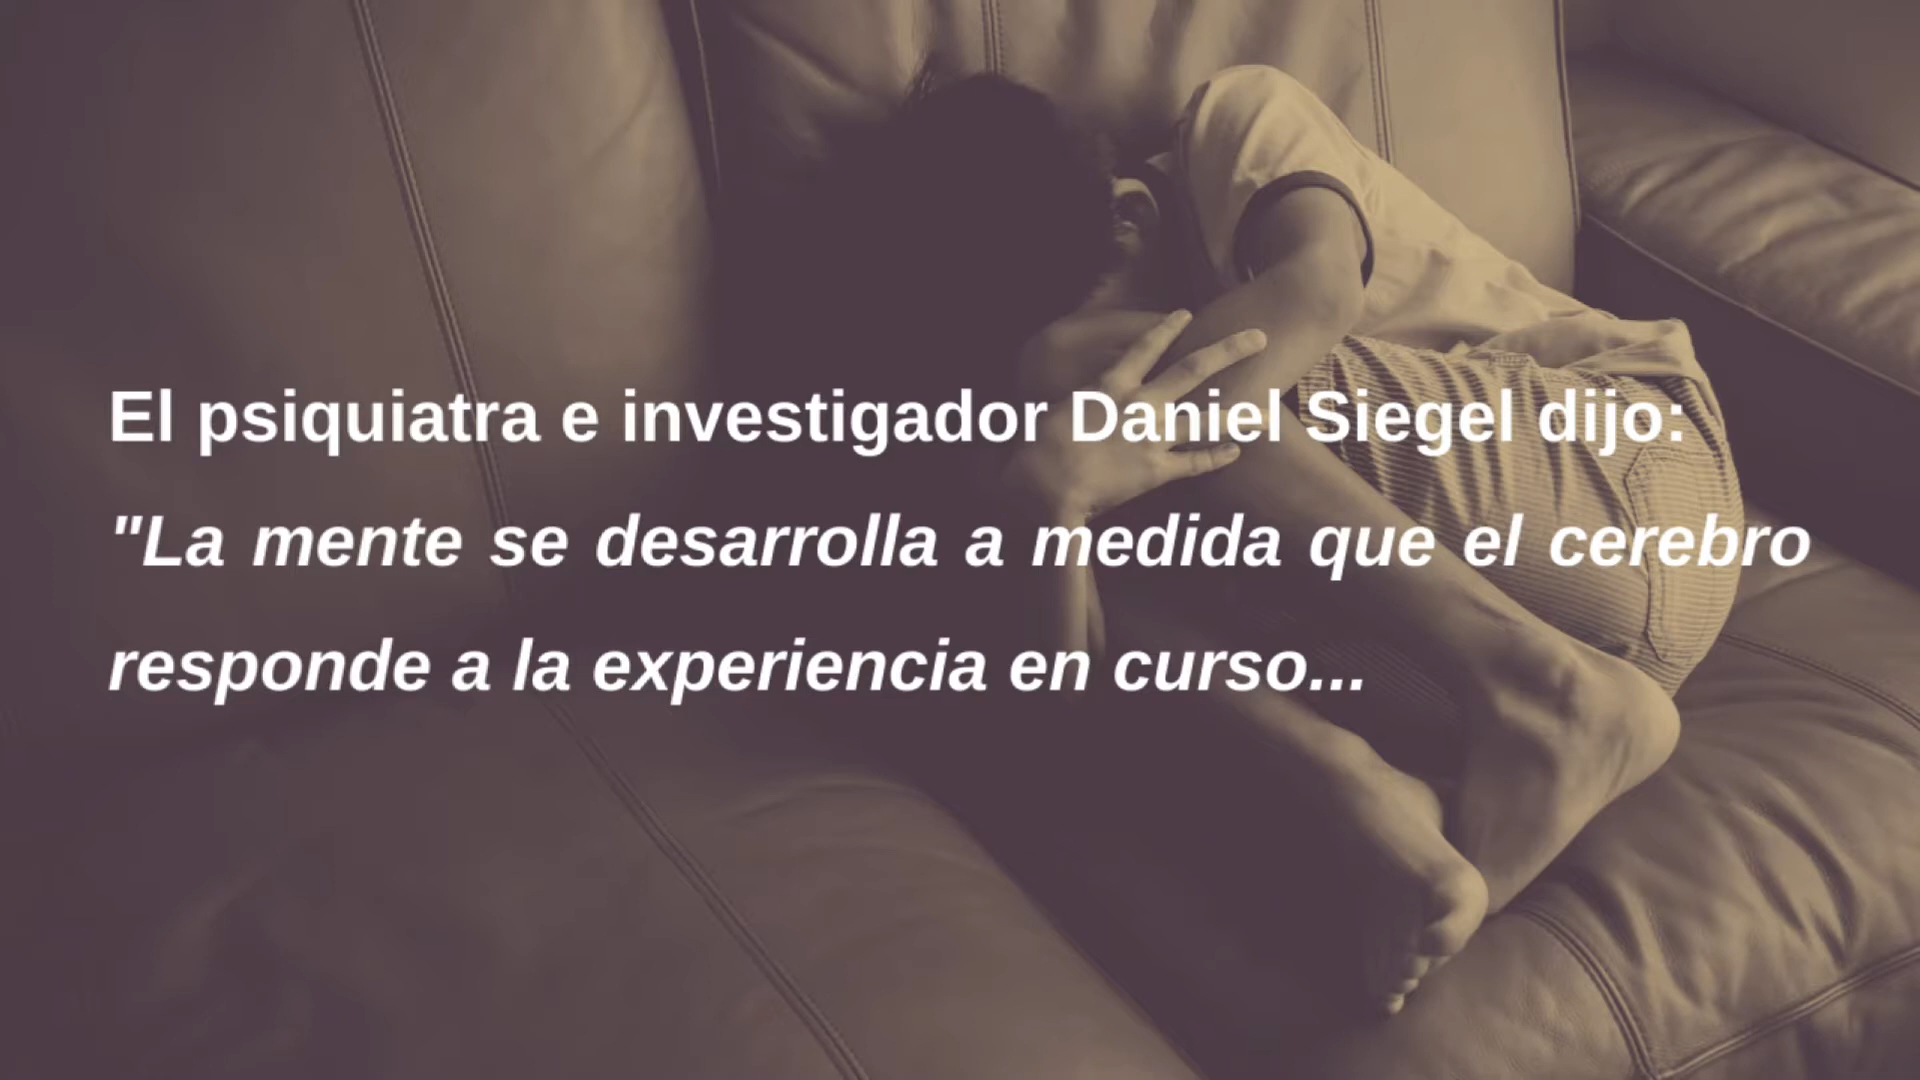 El psiquiatra e investigador Daniel Siegel dijo:
"La mente se desarrolla a medida que el cerebro
responde a la experiencia en curso...